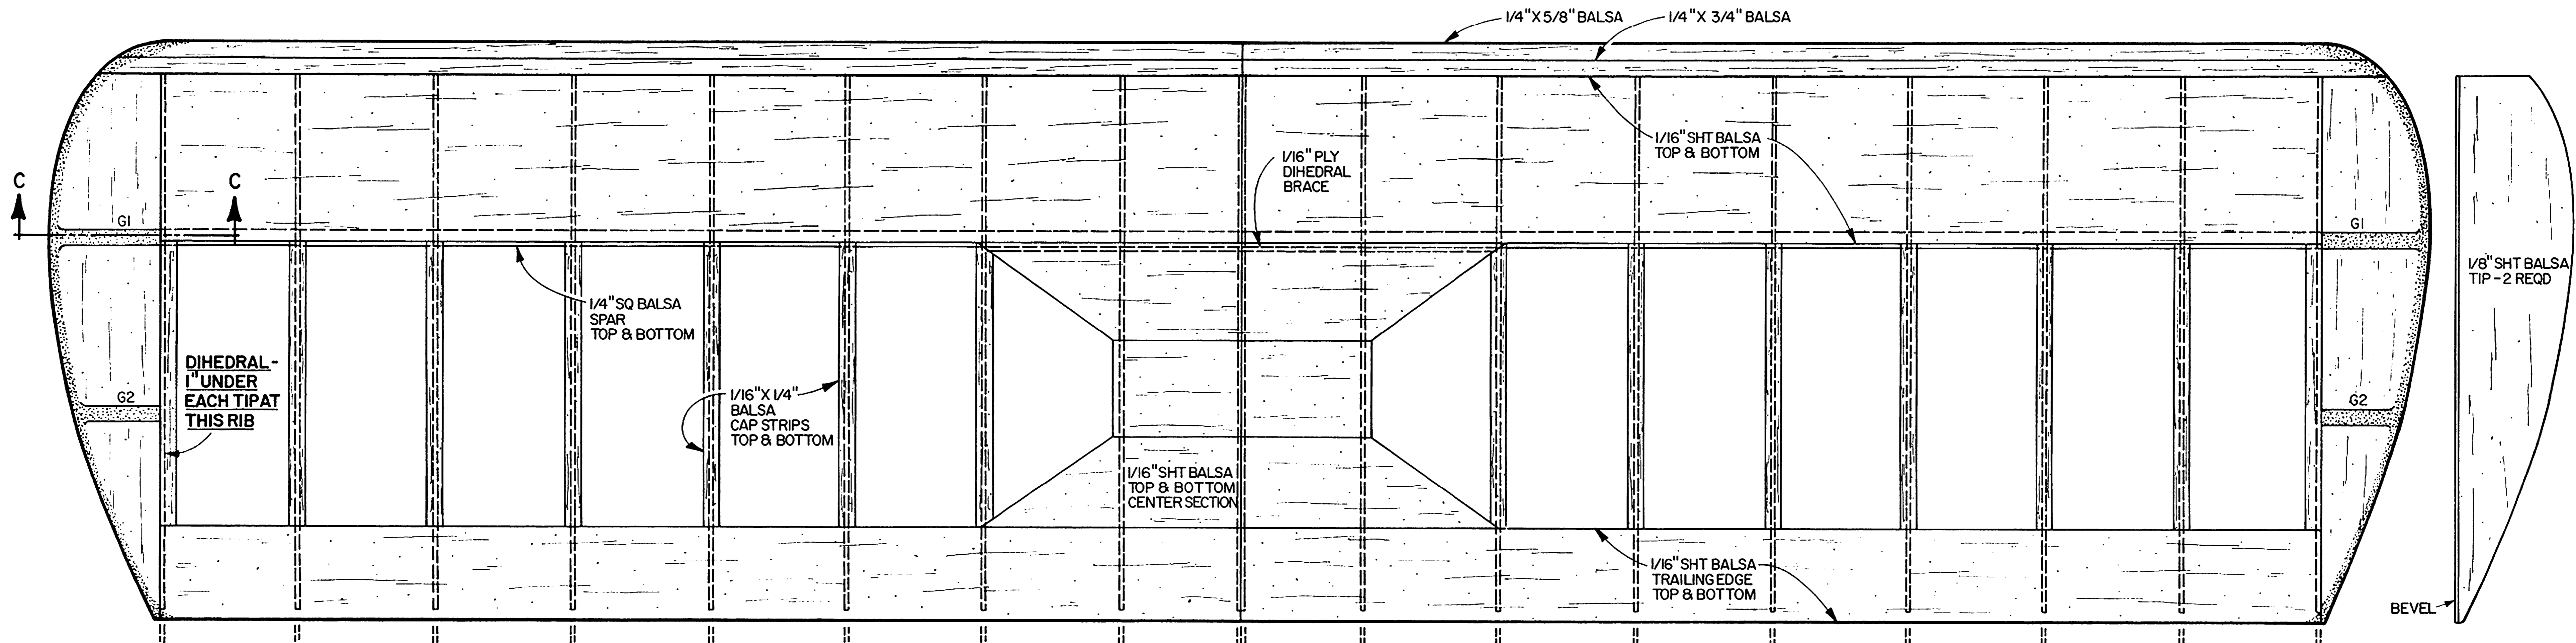 1/4" X 5/8" BALSA
1/4" X 3/4" BALSA
1/16" SHT BALSA
TOP & BOTTOM
1/16" PLY
DIHEDRAL
BRACE
C
C
G1
G1
1/8" SHT BALSA
TIP - 2 REQD
1/4" SQ BALSA
SPAR
TOP & BOTTOM
DIHEDRAL -
1" UNDER
EACH TIP AT
THIS RIB
G2
G2
1/16" X 1/4"
BALSA
CAP STRIPS
TOP & BOTTOM
1/16" SHT BALSA
TOP & BOTTOM
CENTER SECTION
1/16" SHT BALSA
TRAILING EDGE
TOP & BOTTOM
BEVEL